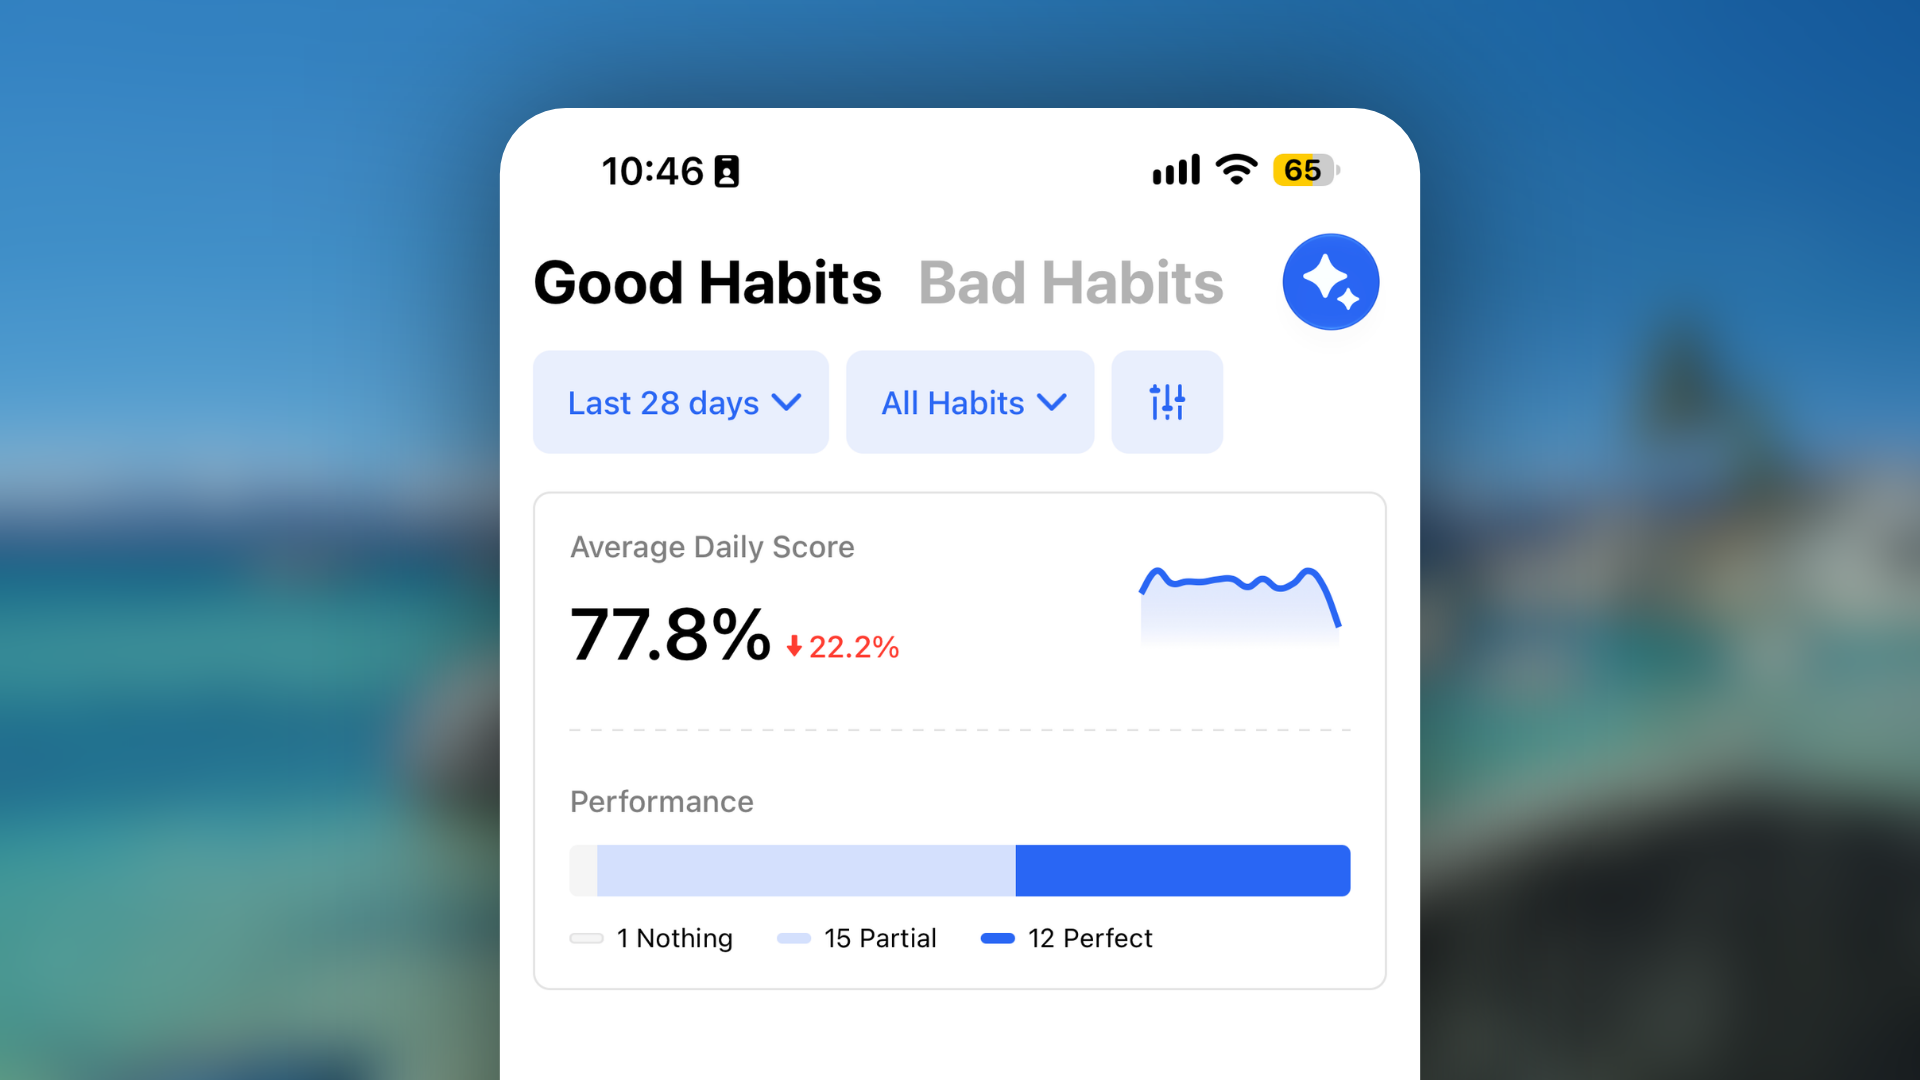 10:46 65
Good Habits Bad Habits
Last 28 days All Habits
Average Daily Score
77.8% 22.2%
Performance
1 Nothing 15 Partial 12 Perfect